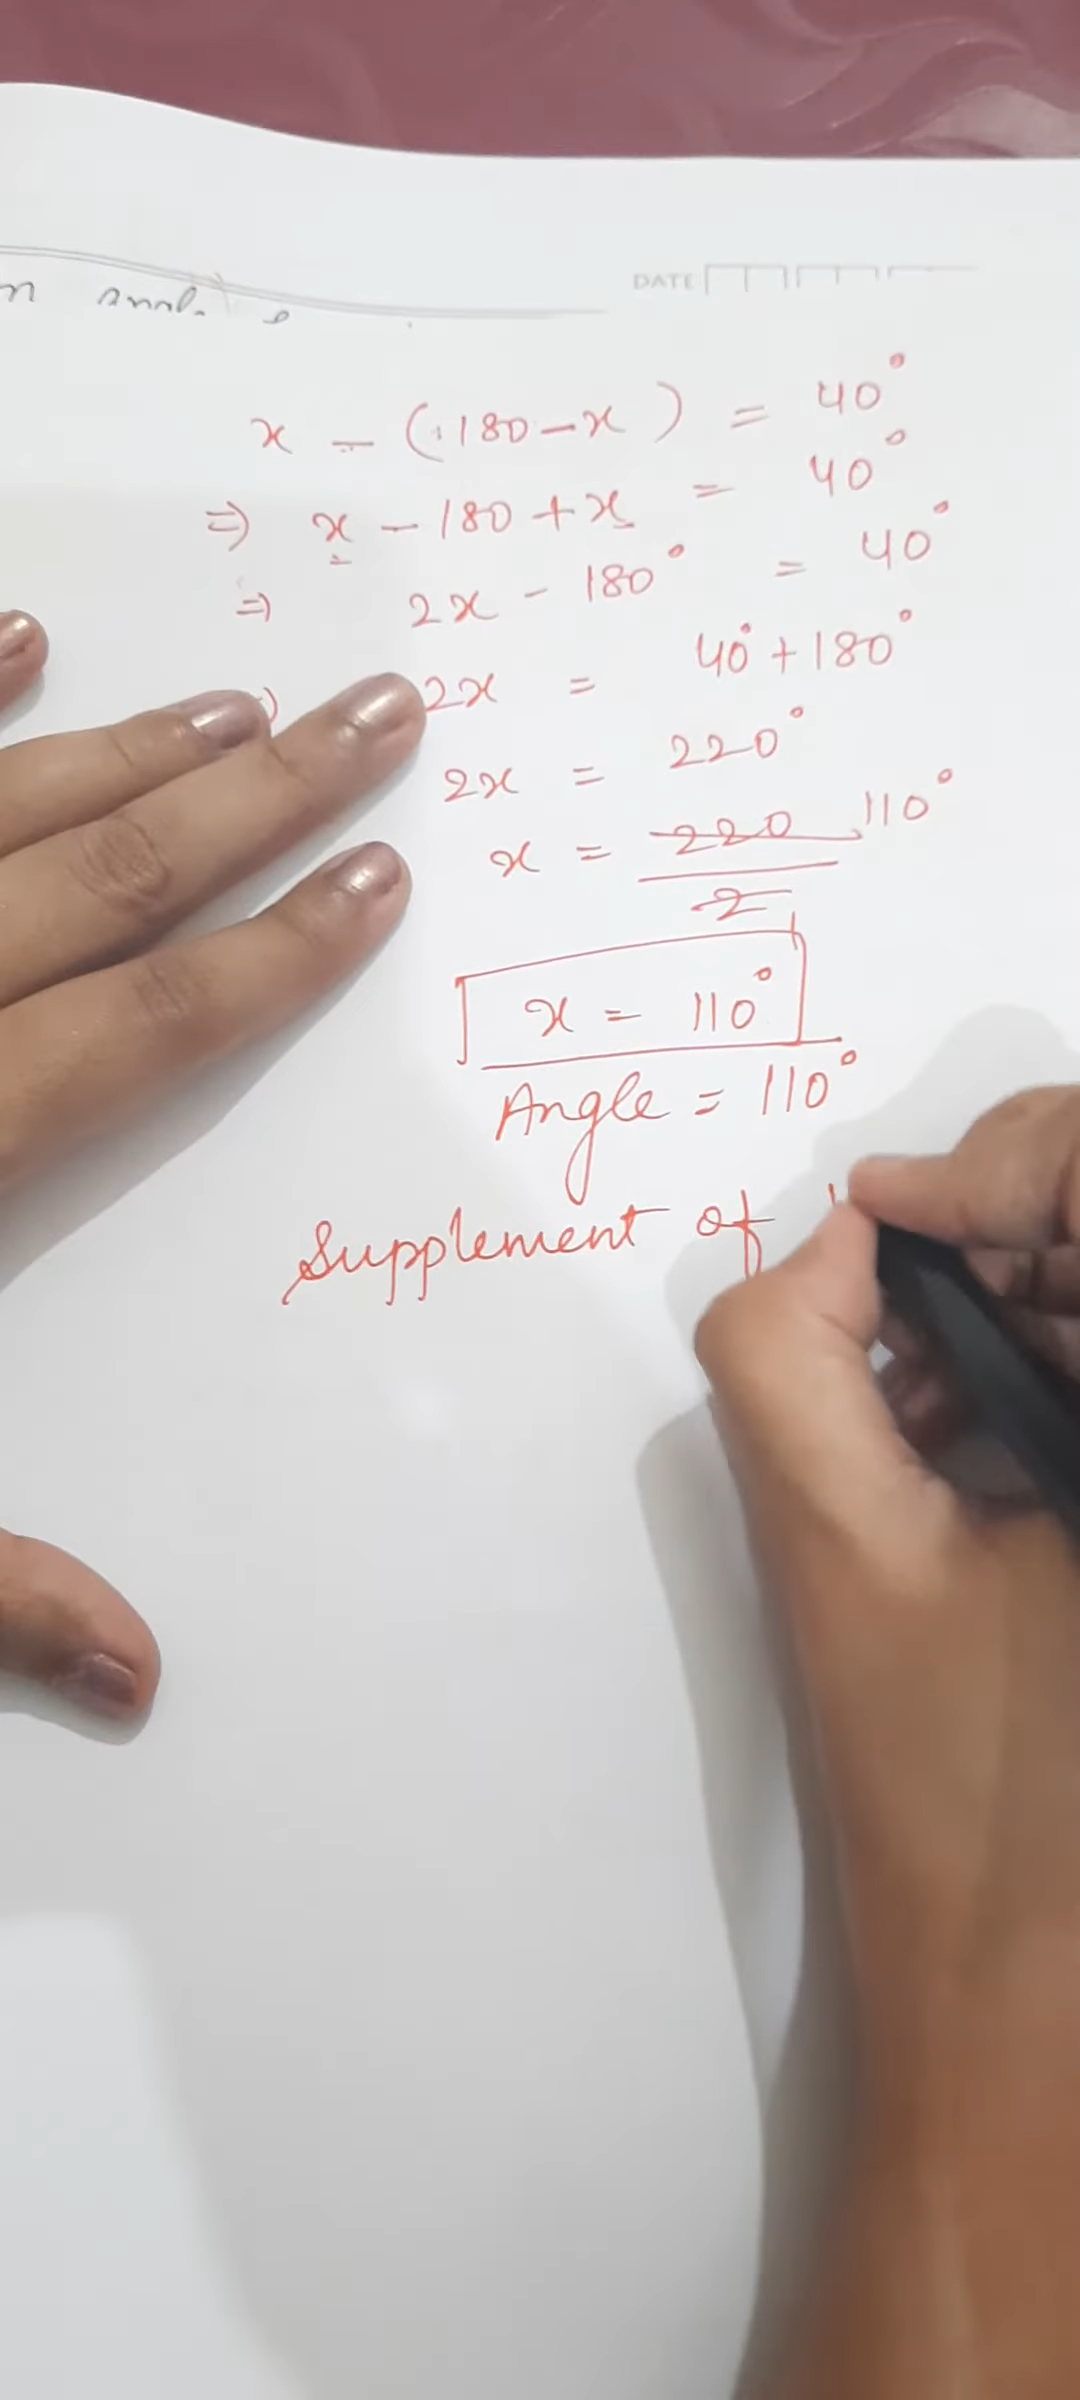 DATE
x - (180 - x) = 40°
⇒ x - 180 + x = 40°
⇒ 2x - 180° = 40°
2x = 40° + 180°
2x = 220°
x = 220/2 110°
x = 110°
Angle = 110°
Supplement of